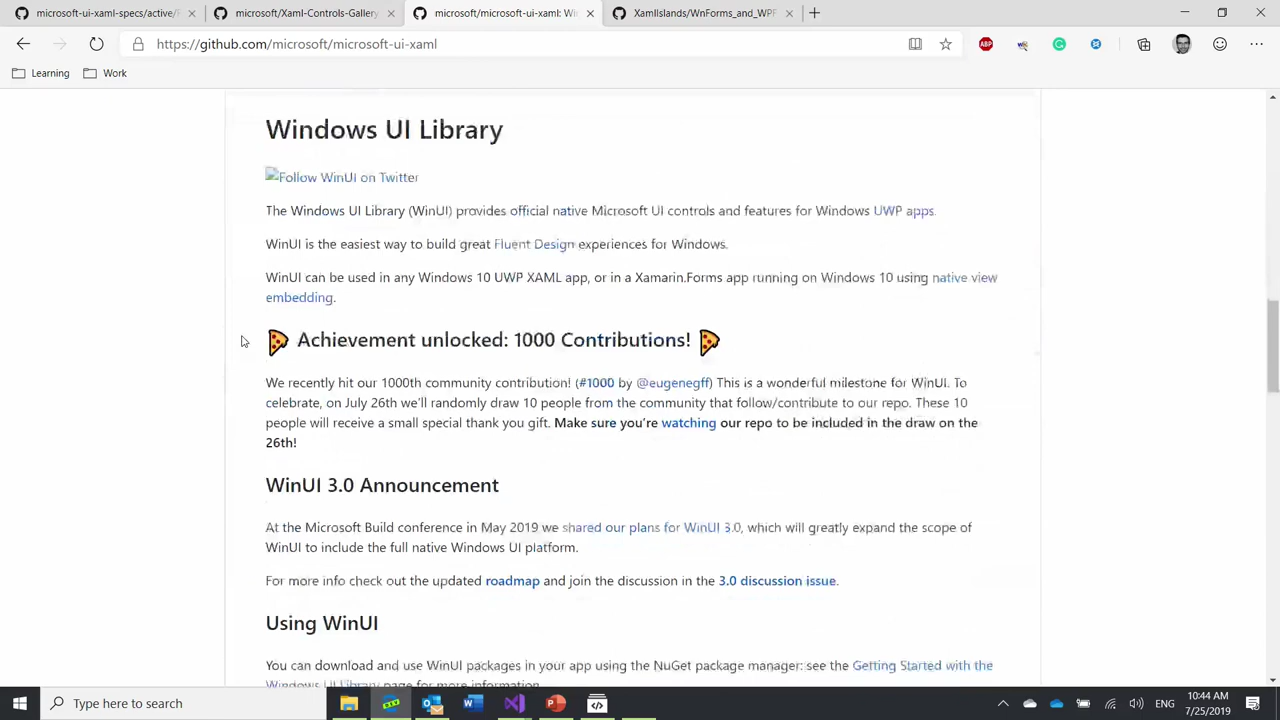 microsoft-ui-xaml-specs/active/
microsoft/Xaml-Controls-Gallery
microsoft/microsoft-ui-xaml: Wi
XamlIslands/WnForms_and_WPF
https://github.com/microsoft/microsoft-ui-xaml
ABP
Learning
Work
Windows UI Library
Follow WinUI on Twitter
The Windows UI Library (WinUI) provides official native Microsoft UI controls and features for Windows UWP apps.
WinUI is the easiest way to build great Fluent Design experiences for Windows.
WinUI can be used in any Windows 10 UWP XAML app, or in a Xamarin.Forms app running on Windows 10 using native view
embedding.
Achievement unlocked: 1000 Contributions!
We recently hit our 1000th community contribution! (#1000 by @eugenegff) This is a wonderful milestone for WinUI. To
celebrate, on July 26th we'll randomly draw 10 people from the community that follow/contribute to our repo. These 10
people will receive a small special thank you gift. Make sure you're watching our repo to be included in the draw on the
26th!
WinUI 3.0 Announcement
At the Microsoft Build conference in May 2019 we shared our plans for WinUI 3.0, which will greatly expand the scope of
WinUI to include the full native Windows UI platform.
For more info check out the updated roadmap and join the discussion in the 3.0 discussion issue.
Using WinUI
You can download and use WinUI packages in your app using the NuGet package manager: see the Getting Started with the
Windows UI Library page for more information.
Type here to search
ENG
10:44 AM
7/25/2019